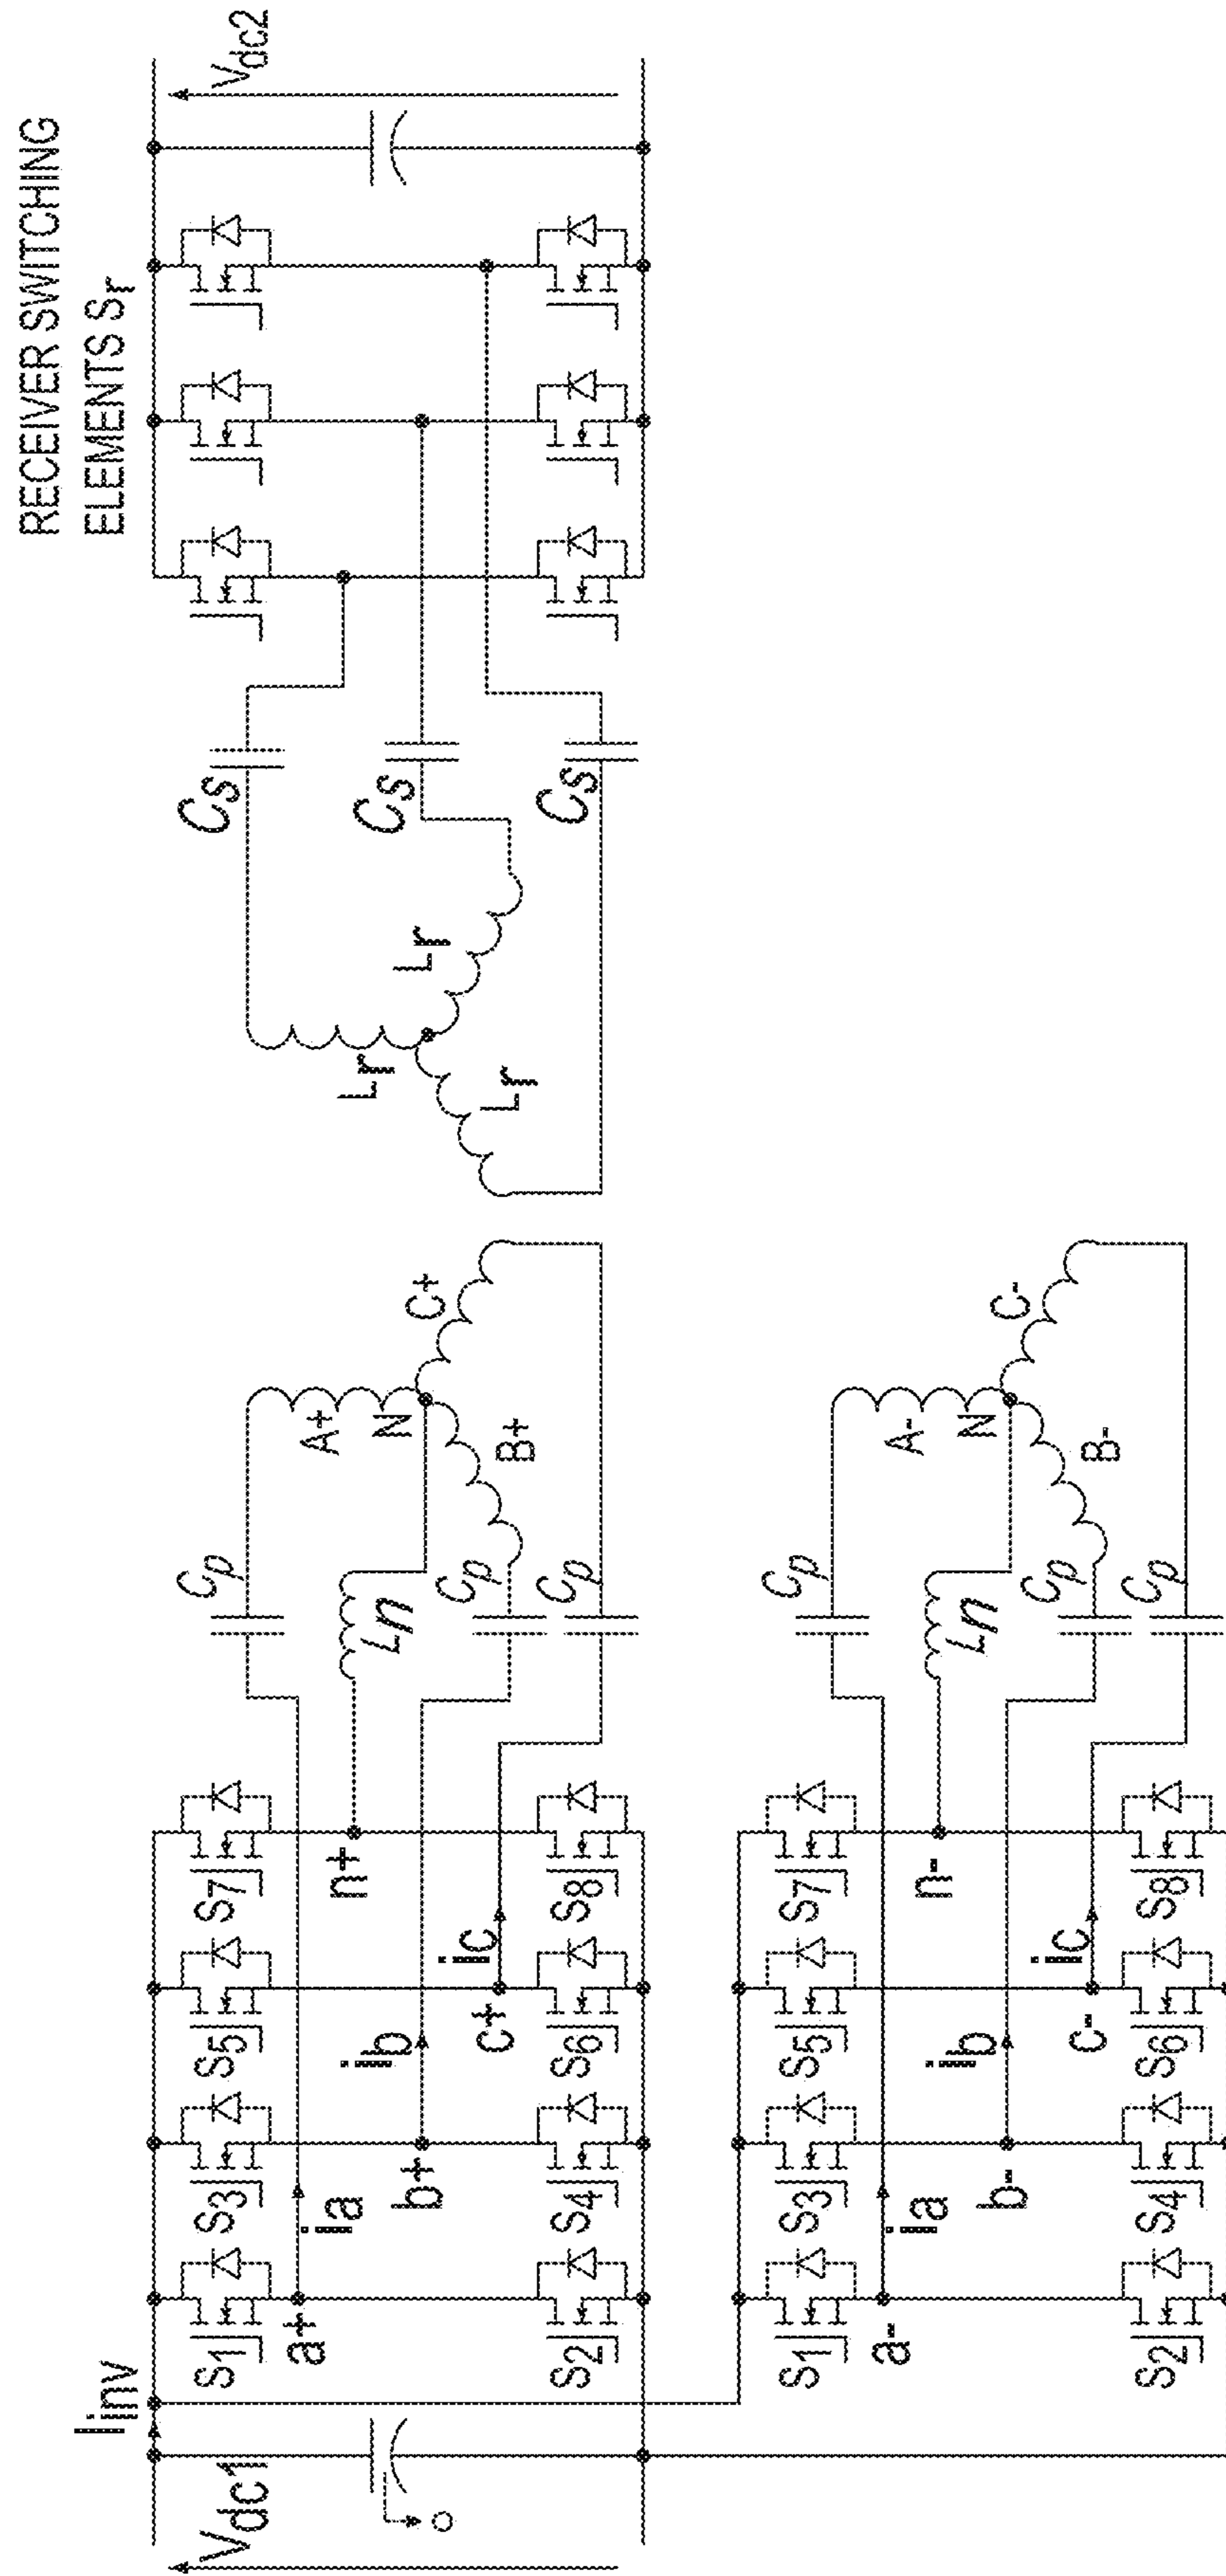 RECEIVER SWITCHING
ELEMENTS Sr
Vdc1
Iinv
S1
S3
S5
S7
a+
ia
b+
ib
c+
ic
n+
S2
S4
S6
S8
Cp
Ln
Cp
Cp
A+
N
B+
C+
Lr
Lr
Lr
Cs
Cs
Cs
Vdc2
S1
S3
S5
S7
a-
ia
b-
ib
c-
ic
n-
S2
S4
S6
S8
Cp
Ln
Cp
Cp
A-
N
B-
C-